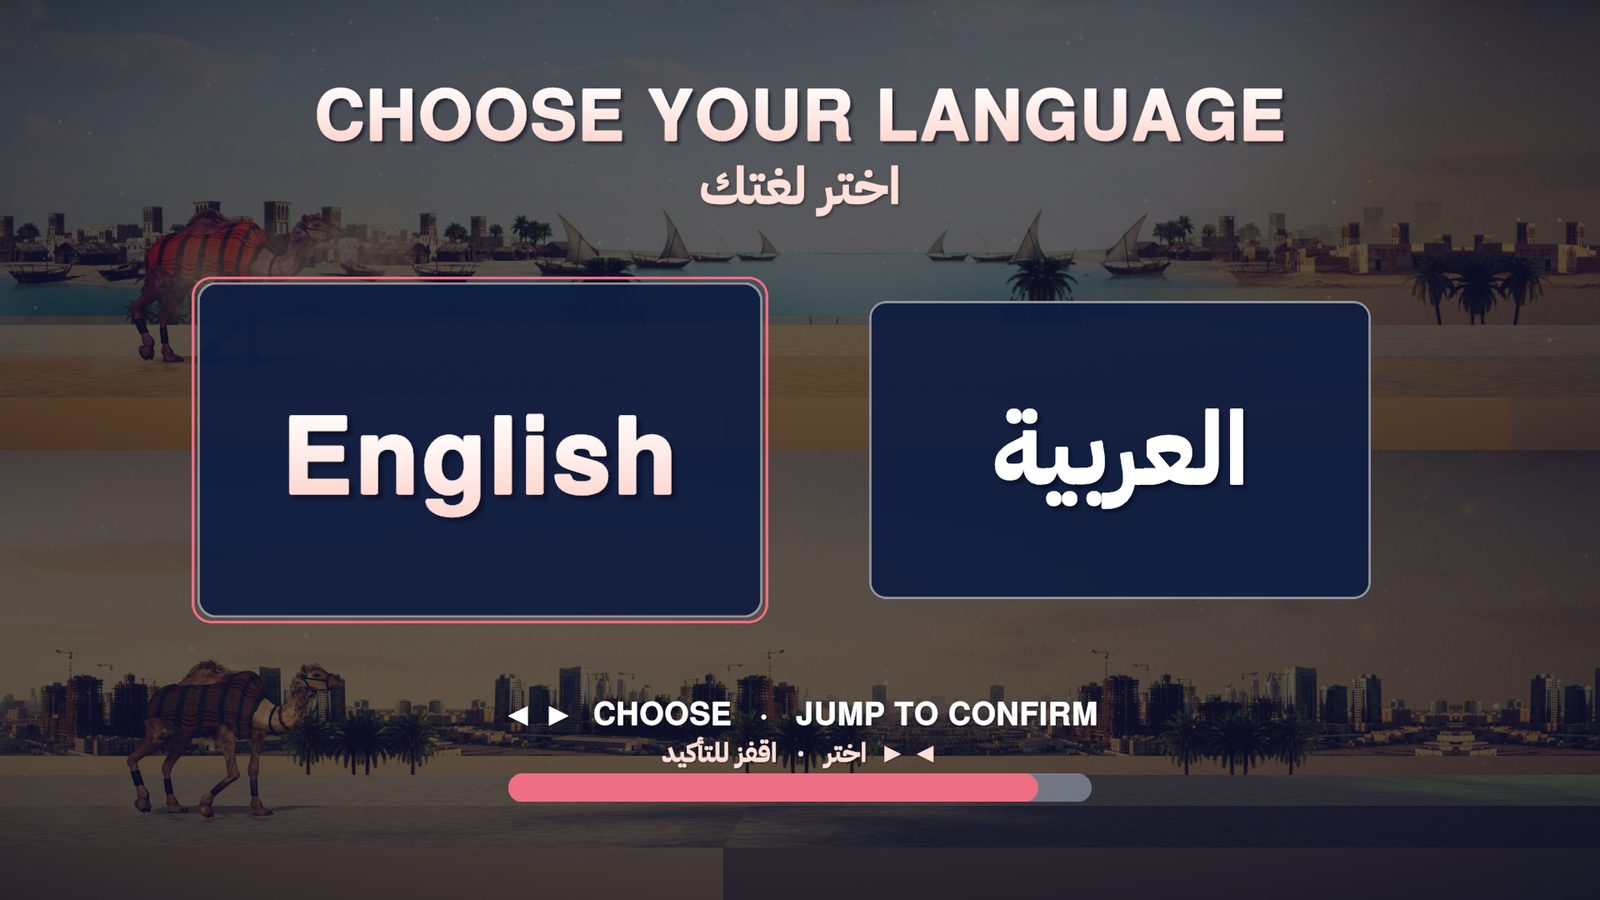 CHOOSE YOUR LANGUAGE
اختر لغتك
English
العربية
◀ ▶ CHOOSE · JUMP TO CONFIRM
◀ ▶ اختر · اقفز للتأكيد